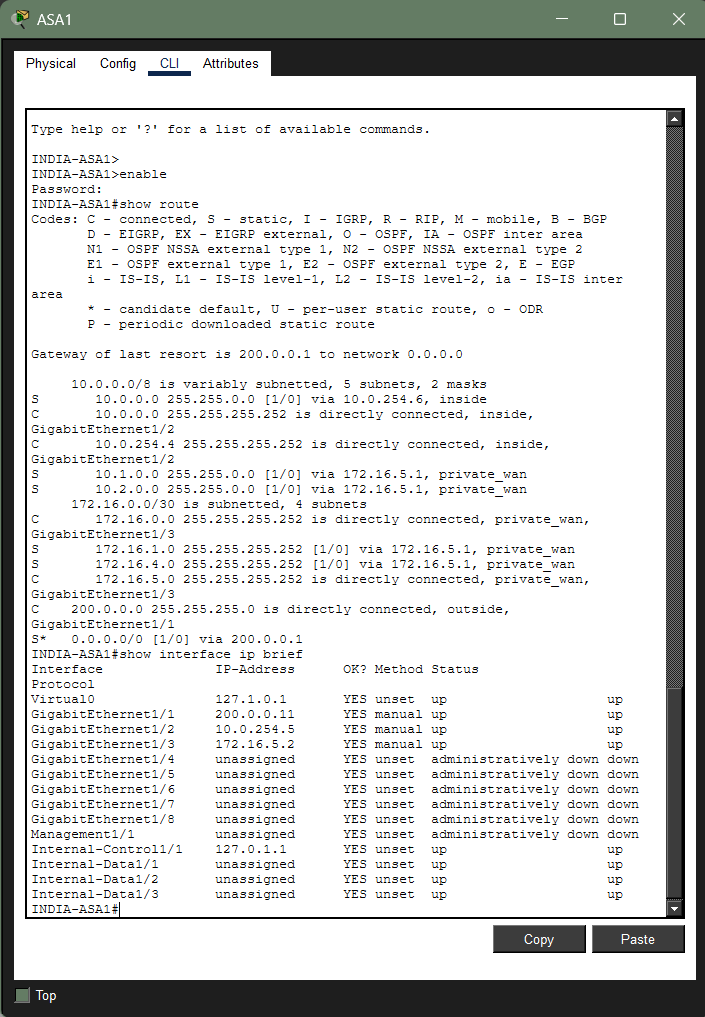 ASA1
Physical Config CLI Attributes
Type help or '?' for a list of available commands.
INDIA-ASA1>
INDIA-ASA1>enable
Password:
INDIA-ASA1#show route
Codes: C - connected, S - static, I - IGRP, R - RIP, M - mobile, B - BGP
D - EIGRP, EX - EIGRP external, O - OSPF, IA - OSPF inter area
N1 - OSPF NSSA external type 1, N2 - OSPF NSSA external type 2
E1 - OSPF external type 1, E2 - OSPF external type 2, E - EGP
i - IS-IS, L1 - IS-IS level-1, L2 - IS-IS level-2, ia - IS-IS inter
area
* - candidate default, U - per-user static route, o - ODR
P - periodic downloaded static route
Gateway of last resort is 200.0.0.1 to network 0.0.0.0
10.0.0.0/8 is variably subnetted, 5 subnets, 2 masks
S 10.0.0.0 255.255.0.0 [1/0] via 10.0.254.6, inside
C 10.0.0.0 255.255.255.252 is directly connected, inside,
GigabitEthernet1/2
C 10.0.254.4 255.255.255.252 is directly connected, inside,
GigabitEthernet1/2
S 10.1.0.0 255.255.0.0 [1/0] via 172.16.5.1, private_wan
S 10.2.0.0 255.255.0.0 [1/0] via 172.16.5.1, private_wan
172.16.0.0/30 is subnetted, 4 subnets
C 172.16.0.0 255.255.255.252 is directly connected, private_wan,
GigabitEthernet1/3
S 172.16.1.0 255.255.255.252 [1/0] via 172.16.5.1, private_wan
S 172.16.4.0 255.255.255.252 [1/0] via 172.16.5.1, private_wan
C 172.16.5.0 255.255.255.252 is directly connected, private_wan,
GigabitEthernet1/3
C 200.0.0.0 255.255.255.0 is directly connected, outside,
GigabitEthernet1/1
S* 0.0.0.0/0 [1/0] via 200.0.0.1
INDIA-ASA1#show interface ip brief
Interface IP-Address OK? Method Status
Protocol
Virtual0 127.1.0.1 YES unset up up
GigabitEthernet1/1 200.0.0.11 YES manual up up
GigabitEthernet1/2 10.0.254.5 YES manual up up
GigabitEthernet1/3 172.16.5.2 YES manual up up
GigabitEthernet1/4 unassigned YES unset administratively down down
GigabitEthernet1/5 unassigned YES unset administratively down down
GigabitEthernet1/6 unassigned YES unset administratively down down
GigabitEthernet1/7 unassigned YES unset administratively down down
GigabitEthernet1/8 unassigned YES unset administratively down down
Management1/1 unassigned YES unset administratively down down
Internal-Control1/1 127.0.1.1 YES unset up up
Internal-Data1/1 unassigned YES unset up up
Internal-Data1/2 unassigned YES unset up up
Internal-Data1/3 unassigned YES unset up up
INDIA-ASA1#
Copy Paste
Top